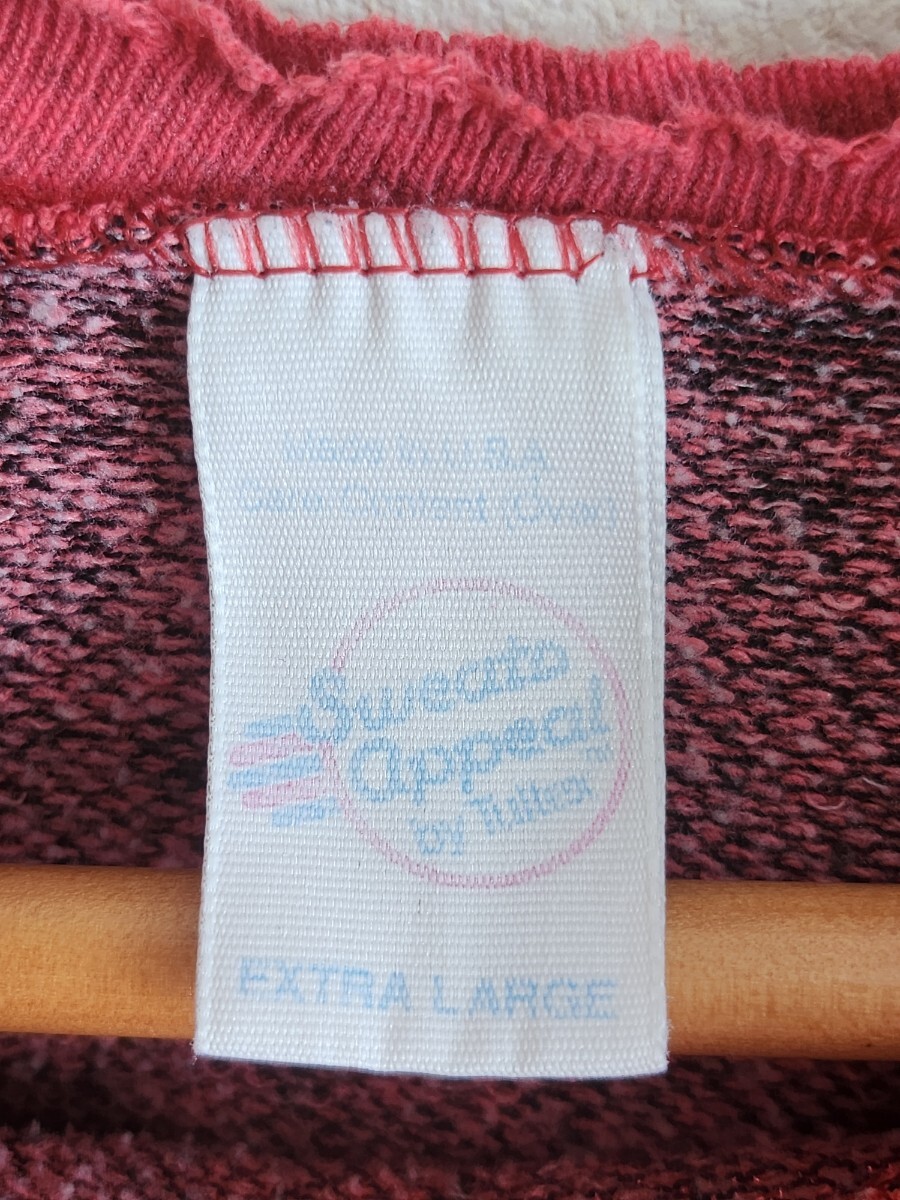 Made in U.S.A.
Sweats
appeal
by Tultex
EXTRA LARGE